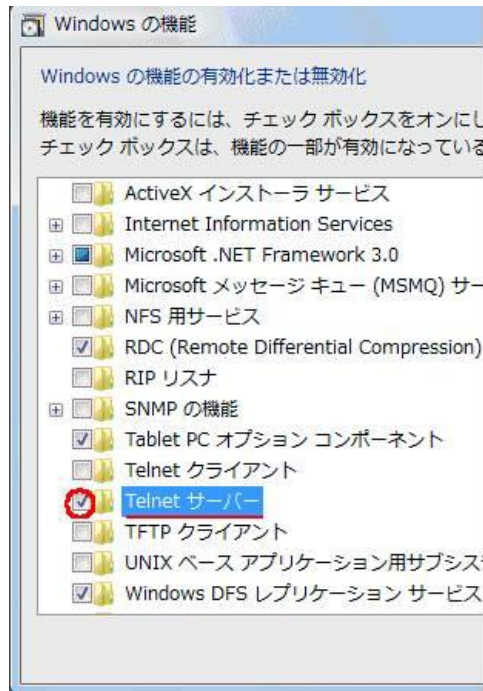 Windows の機能
Windows の機能の有効化または無効化
機能を有効にするには、チェック ボックスをオンにし
チェック ボックスは、機能の一部が有効になっている
ActiveX インストーラ サービス
Internet Information Services
Microsoft .NET Framework 3.0
Microsoft メッセージ キュー (MSMQ) サー
NFS 用サービス
RDC (Remote Differential Compression)
RIP リスナ
SNMP の機能
Tablet PC オプション コンポーネント
Telnet クライアント
Telnet サーバー
TFTP クライアント
UNIX ベース アプリケーション用サブシス
Windows DFS レプリケーション サービス